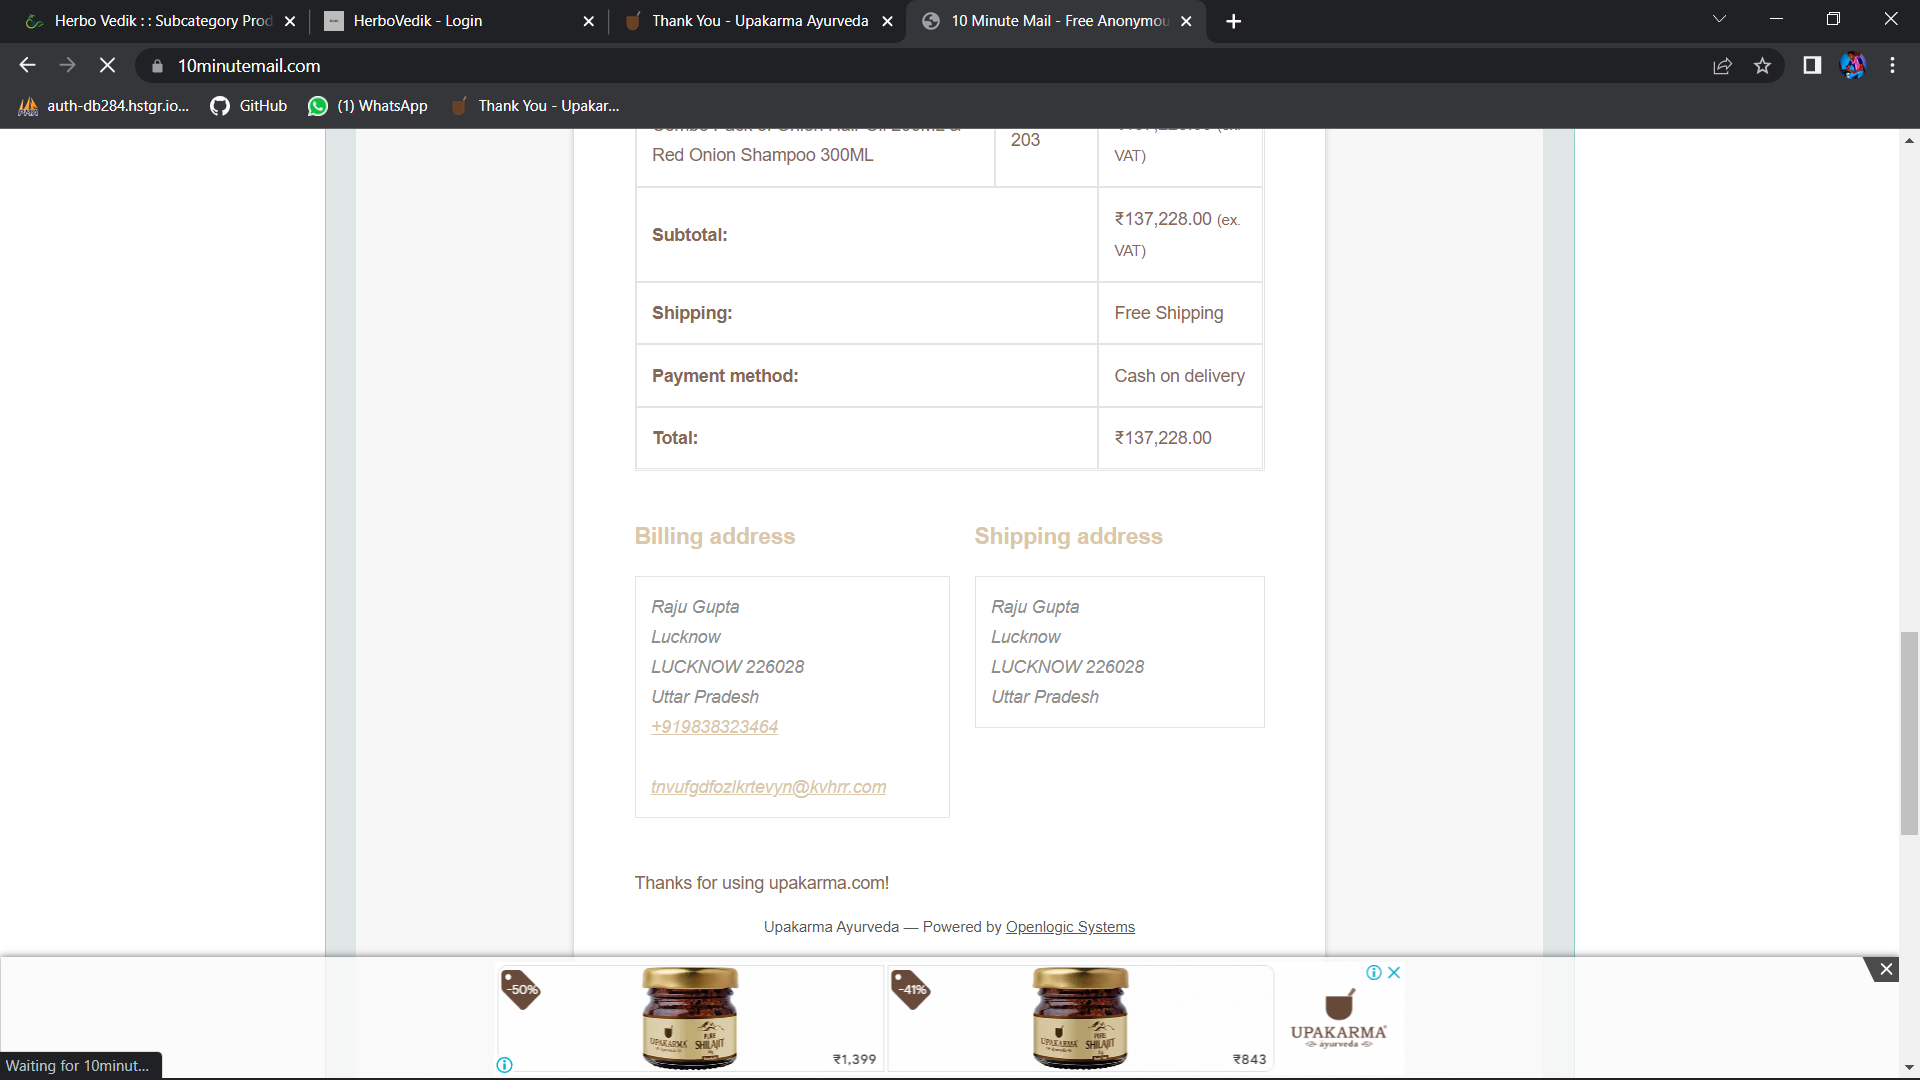 Herbo Vedik : : Subcategory Prod
HerboVedik - Login
Thank You - Upakarma Ayurveda
10 Minute Mail - Free Anonymou
10minutemail.com
auth-db284.hstgr.io...
GitHub
(1) WhatsApp
Thank You - Upakar...
203
Red Onion Shampoo 300ML
VAT)
Subtotal:
₹137,228.00 (ex.
VAT)
Shipping:
Free Shipping
Payment method:
Cash on delivery
Total:
₹137,228.00
Billing address
Shipping address
Raju Gupta
Lucknow
LUCKNOW 226028
Uttar Pradesh
+919838323464
tnvufgdfozlkrtevyn@kvhrr.com
Raju Gupta
Lucknow
LUCKNOW 226028
Uttar Pradesh
Thanks for using upakarma.com!
Upakarma Ayurveda — Powered by Openlogic Systems
-50%
UPAKARMA
PURE
SHILAJIT
₹1,399
-41%
UPAKARMA
PURE
SHILAJIT
₹843
UPAKARMA
ayurveda
Waiting for 10minut...